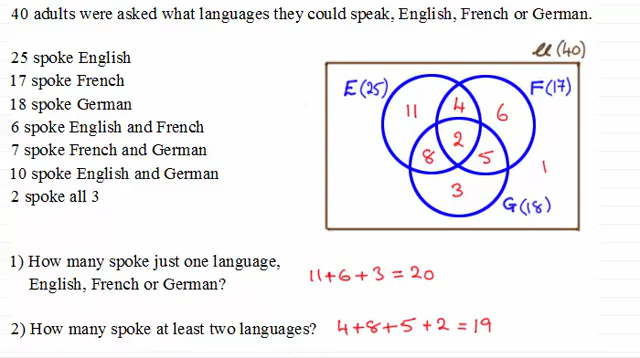 40 adults were asked what languages they could speak, English, French or German.
25 spoke English
17 spoke French
18 spoke German
6 spoke English and French
7 spoke French and German
10 spoke English and German
2 spoke all 3
U (40)
E (25)
F (17)
11
4
6
2
8
5
1
3
G (18)
1) How many spoke just one language,
English, French or German?
11+6+3 = 20
2) How many spoke at least two languages?
4+8+5+2 = 19